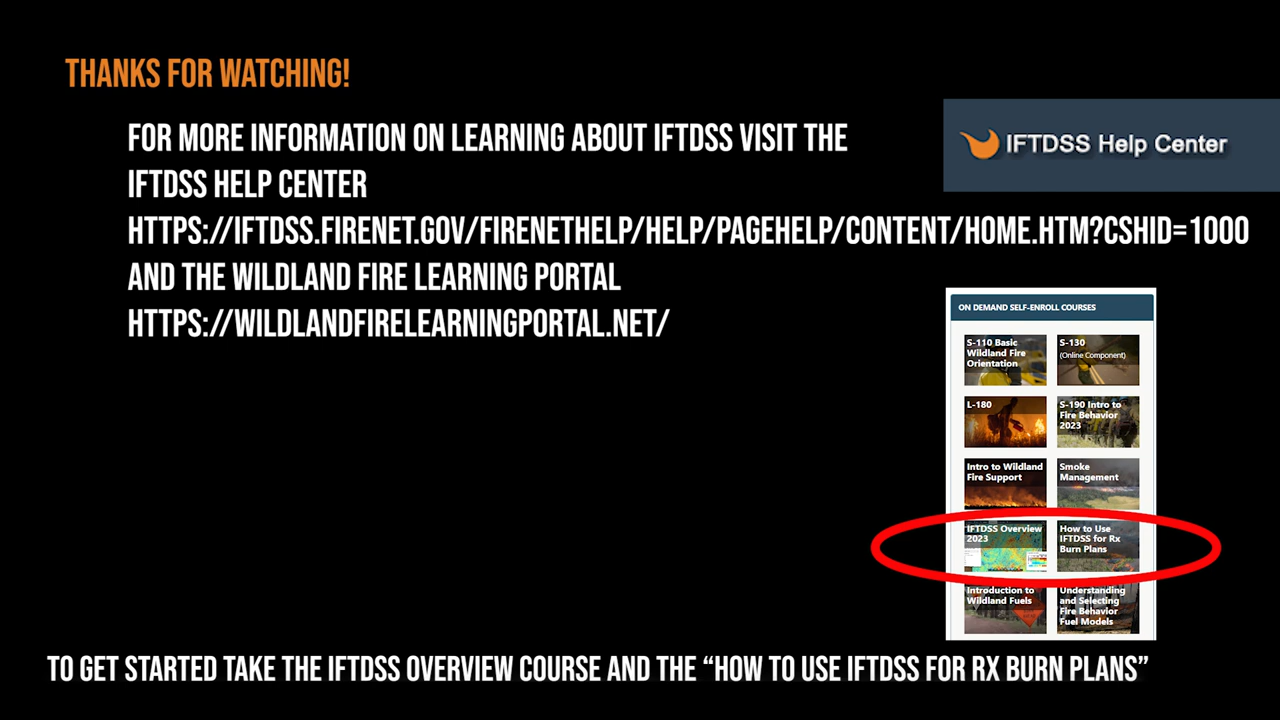 THANKS FOR WATCHING!
FOR MORE INFORMATION ON LEARNING ABOUT IFTDSS VISIT THE
IFTDSS HELP CENTER
HTTPS://IFTDSS.FIRENET.GOV/FIRENETHELP/HELP/PAGEHELP/CONTENT/HOME.HTM?CSHID=1000
AND THE WILDLAND FIRE LEARNING PORTAL
HTTPS://WILDLANDFIRELEARNINGPORTAL.NET/
IFTDSS Help Center
ON DEMAND SELF-ENROLL COURSES
S-110 Basic
Wildland Fire
Orientation
S-130
(Online Component)
L-180
S-190 Intro to
Fire Behavior
2023
Intro to Wildland
Fire Support
Smoke
Management
IFTDSS Overview
2023
How to Use
IFTDSS for Rx
Burn Plans
Introduction to
Wildland Fuels
Understanding
and Selecting
Fire Behavior
Fuel Models
TO GET STARTED TAKE THE IFTDSS OVERVIEW COURSE AND THE “HOW TO USE IFTDSS FOR RX BURN PLANS”